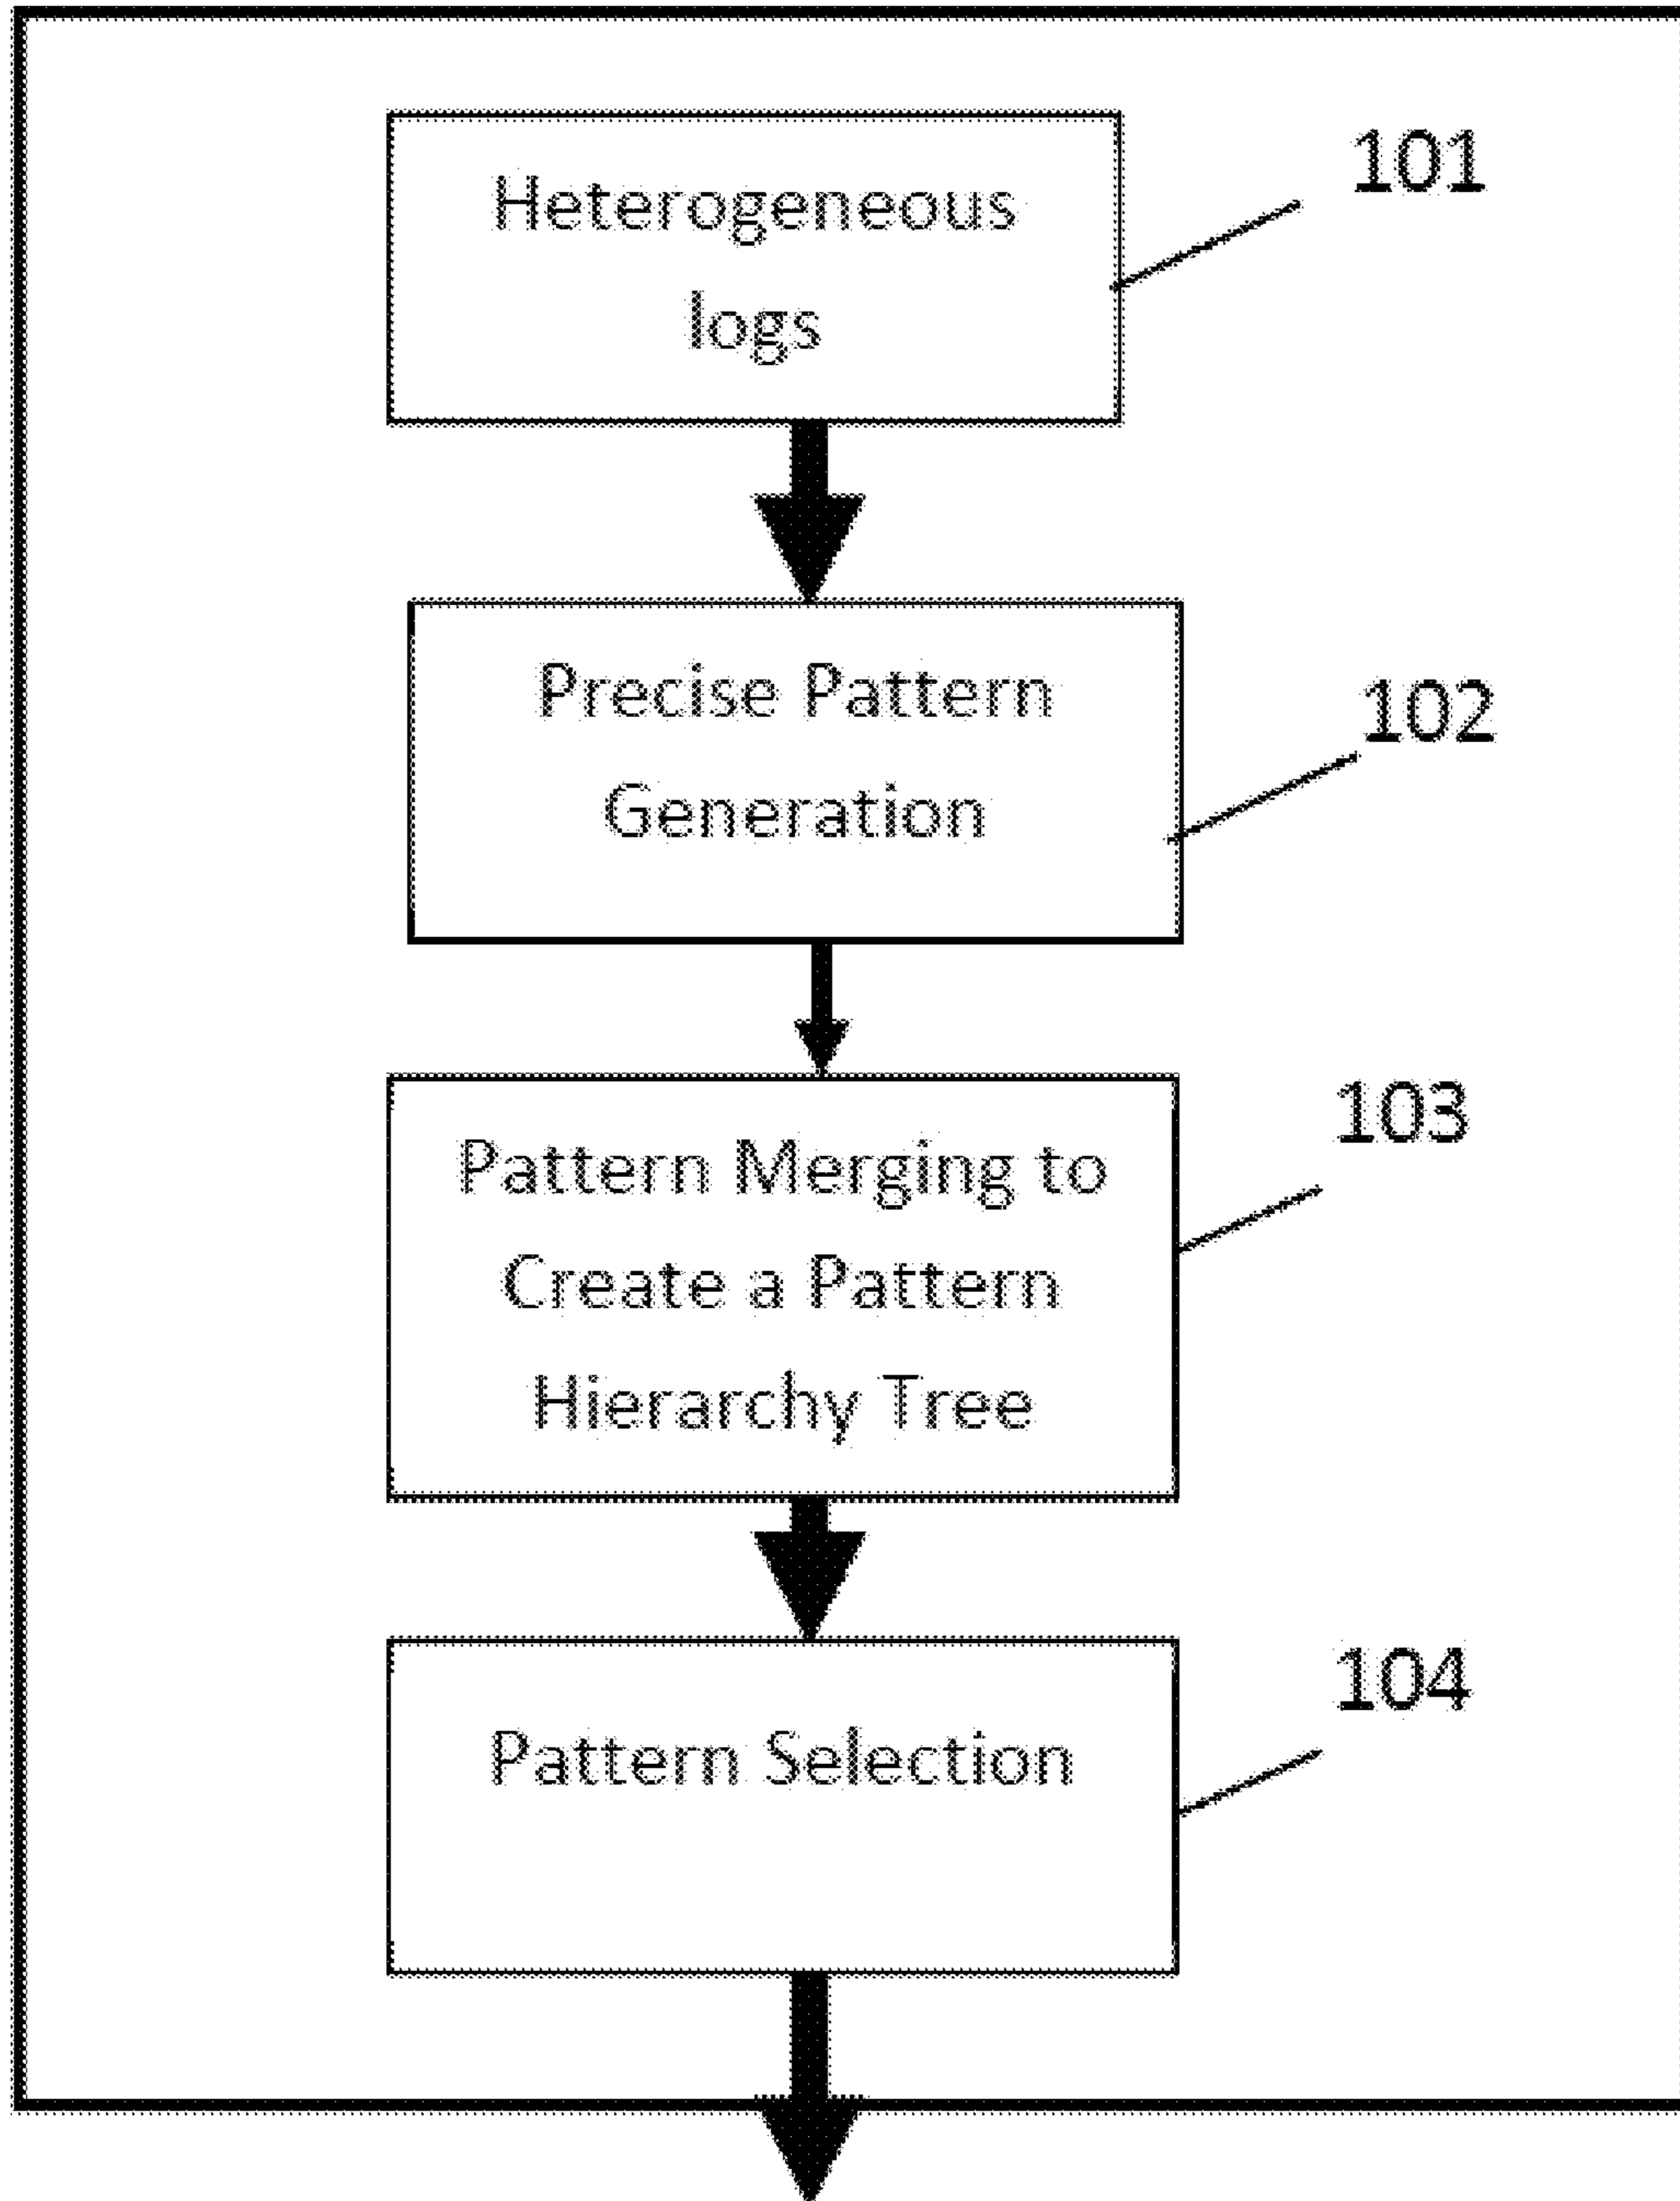 Heterogeneous
logs
101
Precise Pattern
Generation
102
Pattern Merging to
Create a Pattern
Hierarchy Tree
103
Pattern Selection
104